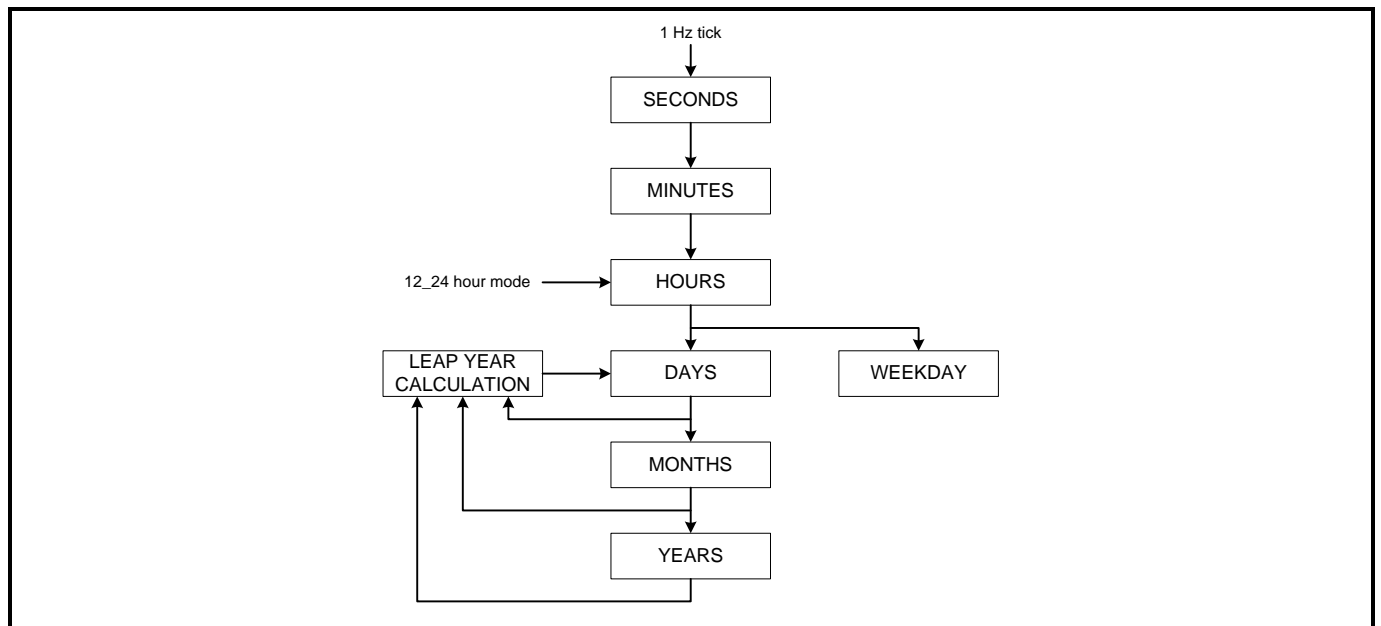 1 Hz tick
SECONDS
MINUTES
12_24 hour mode
HOURS
LEAP YEAR
CALCULATION
DAYS
WEEKDAY
MONTHS
YEARS